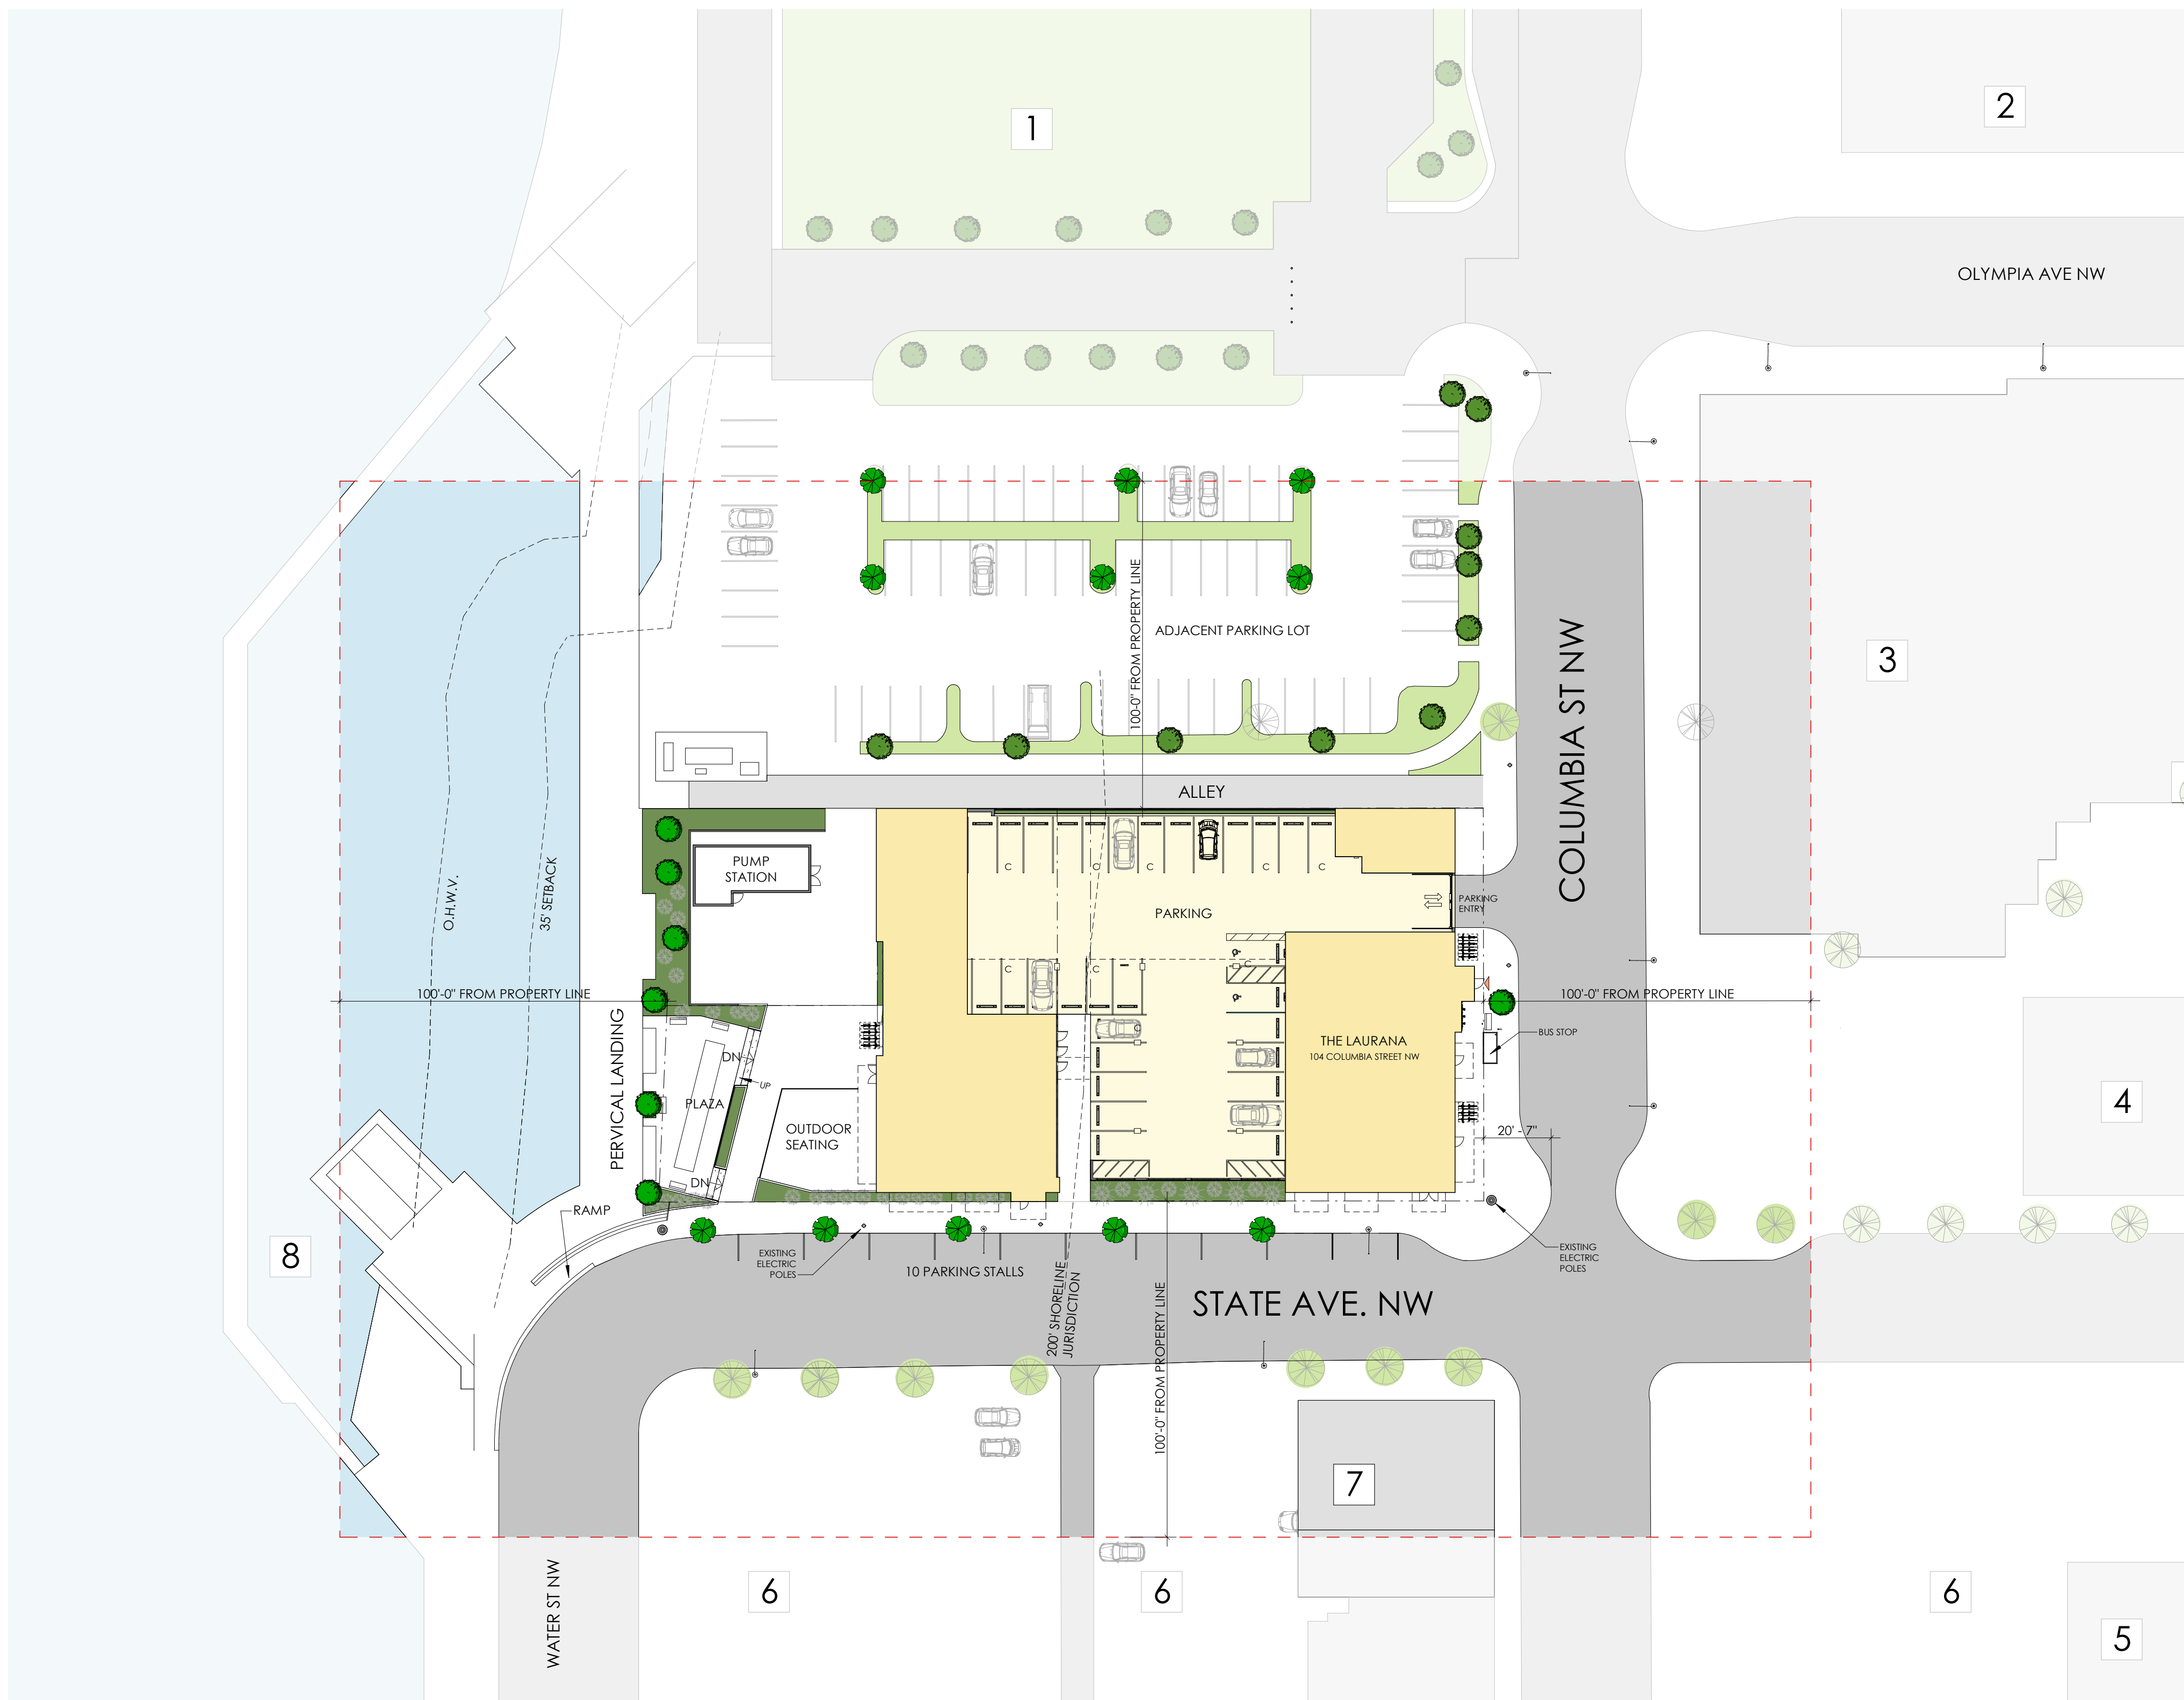 1
2
OLYMPIA AVE NW
100-0" FROM PROPERTY LINE
ADJACENT PARKING LOT
COLUMBIA ST NW
3
ALLEY
PUMP
STATION
C
C
C
C
C
O.H.W.V.
35' SETBACK
PARKING
PARKING
ENTRY
C
C
C
100'-0" FROM PROPERTY LINE
100'-0" FROM PROPERTY LINE
PERVICAL LANDING
DN
UP
PLAZA
DN
OUTDOOR
SEATING
C
THE LAURANA
104 COLUMBIA STREET NW
BUS STOP
4
20' - 7"
RAMP
8
EXISTING
ELECTRIC
POLES
10 PARKING STALLS
200' SHORELINE
JURISDICTION
STATE AVE. NW
EXISTING
ELECTRIC
POLES
100'-0" FROM PROPERTY LINE
7
WATER ST NW
6
6
6
5